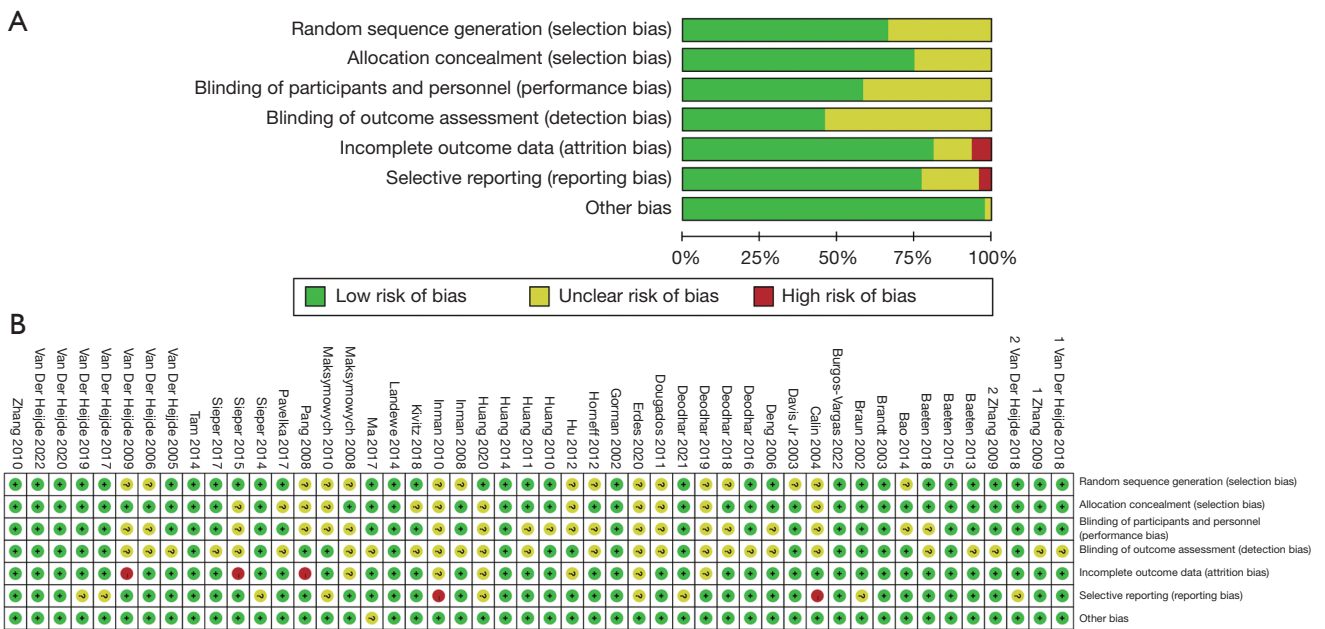 A
Random sequence generation (selection bias)
Allocation concealment (selection bias)
Blinding of participants and personnel (performance bias)
Blinding of outcome assessment (detection bias)
Incomplete outcome data (attrition bias)
Selective reporting (reporting bias)
Other bias
0% 25% 50% 75% 100%
Low risk of bias Unclear risk of bias High risk of bias
B
Zhang 2010
Van Der Heijde 2022
Van Der Heijde 2020
Van Der Heijde 2019
Van Der Heijde 2017
Van Der Heijde 2009
Van Der Heijde 2006
Van Der Heijde 2005
Tam 2014
Sieper 2017
Sieper 2015
Sieper 2014
Pavelka 2017
Pang 2008
Maksymowych 2010
Maksymowych 2008
Ma 2017
Landewe 2014
Kivitz 2018
Inman 2010
Inman 2008
Huang 2020
Huang 2014
Huang 2011
Huang 2010
Hu 2012
Horneff 2012
Gorman 2002
Erdes 2020
Dougados 2011
Deodhar 2021
Deodhar 2019
Deodhar 2018
Deodhar 2016
Deng 2006
Davis Jr 2003
Calin 2004
Burgos-Vargas 2022
Braun 2002
Brandt 2003
Bao 2014
Baeten 2018
Baeten 2015
Baeten 2013
2 Zhang 2009
2 Van Der Heijde 2018
1 Zhang 2009
1 Van Der Heijde 2018
Random sequence generation (selection bias)
Allocation concealment (selection bias)
Blinding of participants and personnel
(performance bias)
Blinding of outcome assessment (detection bias)
Incomplete outcome data (attrition bias)
Selective reporting (reporting bias)
Other bias